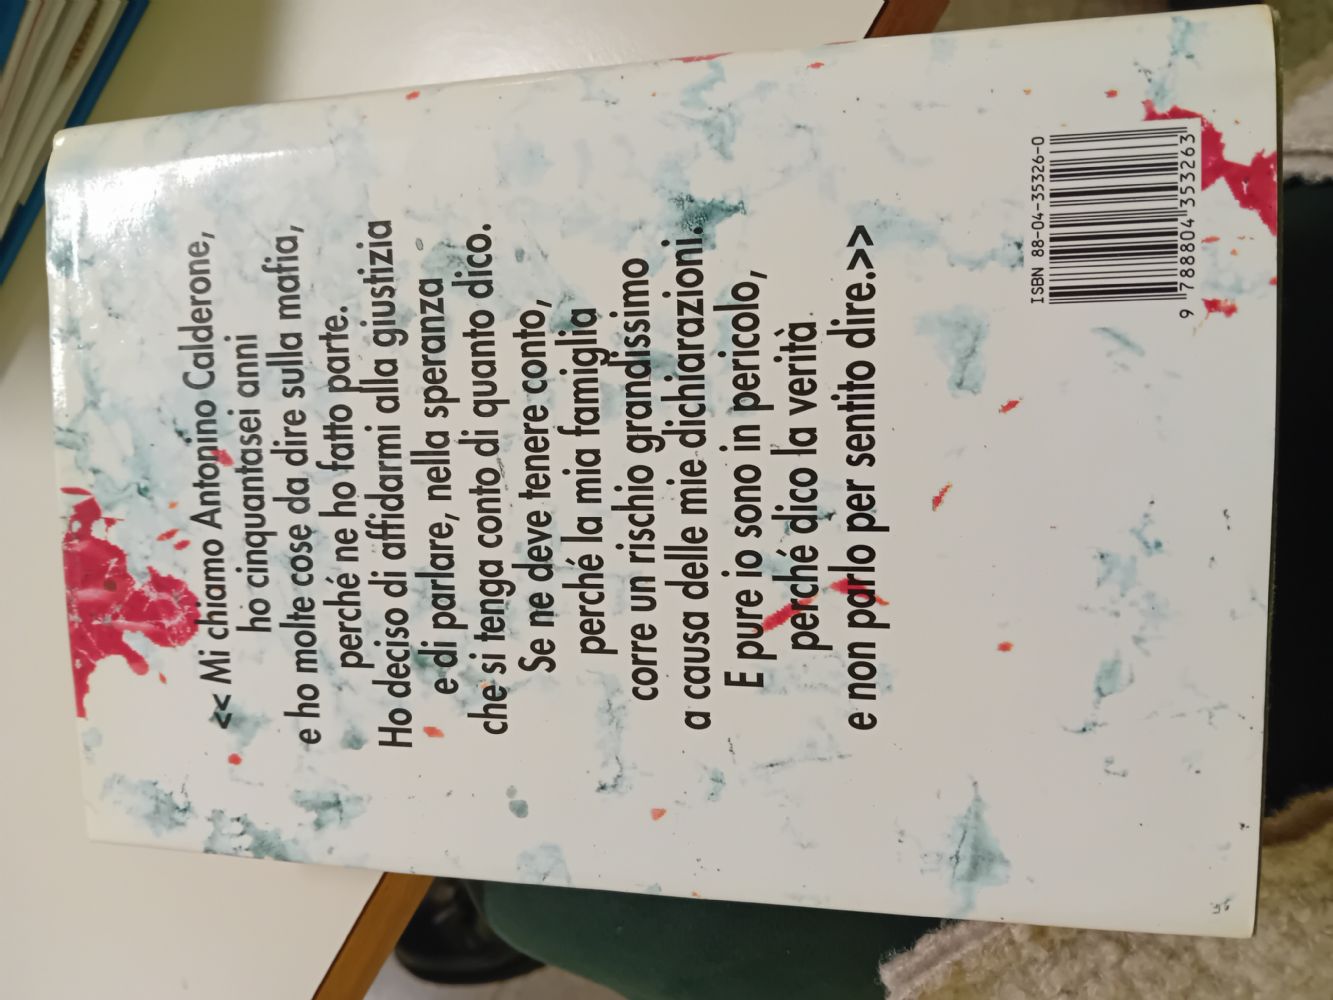 << Mi chiamo Antonino Calderone,
ho cinquantasei anni
e ho molte cose da dire sulla mafia,
perché ne ho fatto parte.
Ho deciso di affidarmi alla giustizia
e di parlare, nella speranza
che si tenga conto di quanto dico.
Se ne deve tenere conto,
perché la mia famiglia
corre un rischio grandissimo
a causa delle mie dichiarazioni.
E pure io sono in pericolo,
perché dico la verità
e non parlo per sentito dire.>>
ISBN 88-04-35326-0
9 788804 353263